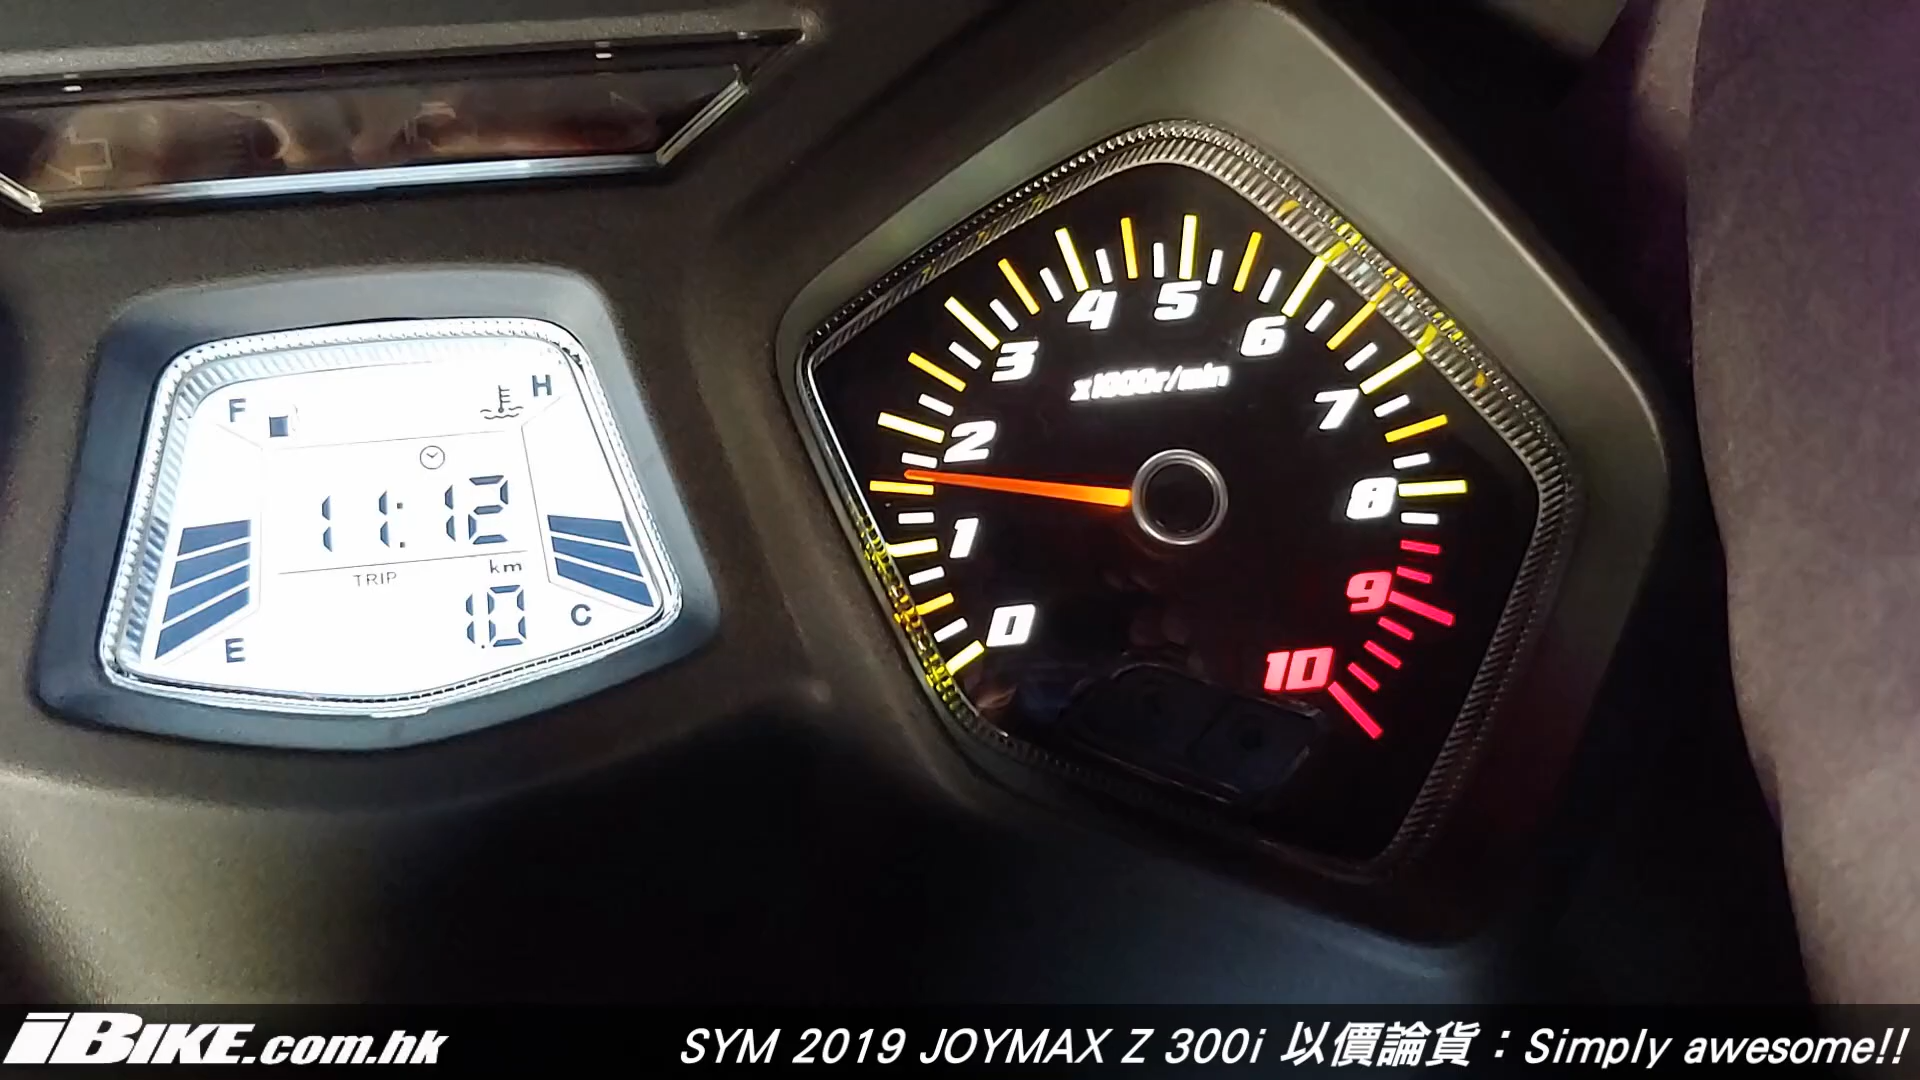 F
H
11:12
TRIP
km
1.0
E
C
0
1
2
3
4
5
6
7
8
9
10
x1000r/min
iBIKE.com.hk
SYM 2019 JOYMAX Z 300i 以價論貨：Simply awesome!!